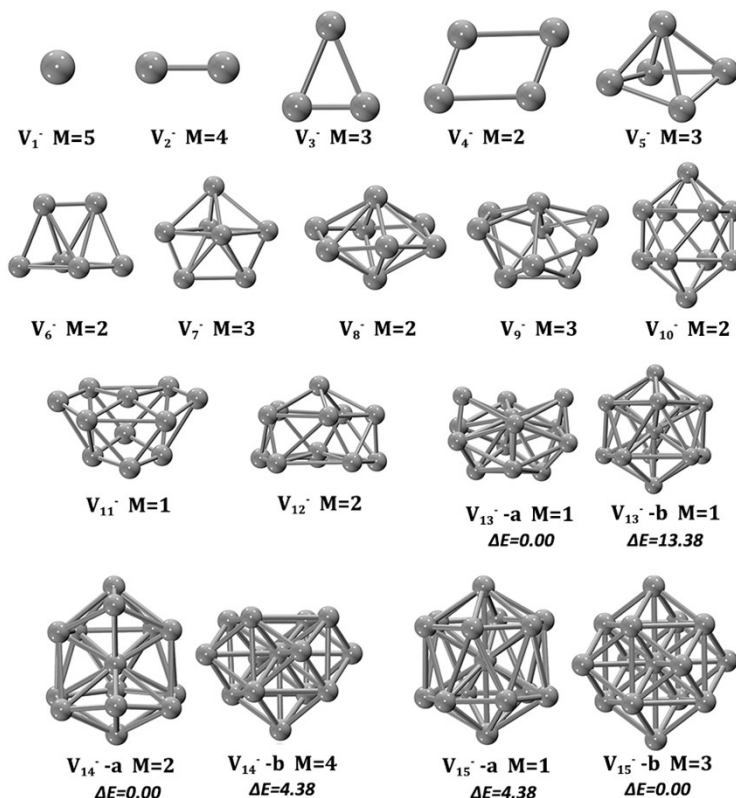 V₁⁻ M=5 V₂⁻ M=4 V₃⁻ M=3 V₄⁻ M=2 V₅⁻ M=3
V₆⁻ M=2 V₇⁻ M=3 V₈⁻ M=2 V₉⁻ M=3 V₁₀⁻ M=2
V₁₁⁻ M=1 V₁₂⁻ M=2 V₁₃⁻ -a M=1 V₁₃⁻ -b M=1
ΔE=0.00 ΔE=13.38
V₁₄⁻ -a M=2 V₁₄⁻ -b M=4 V₁₅⁻ -a M=1 V₁₅⁻ -b M=3
ΔE=0.00 ΔE=4.38 ΔE=4.38 ΔE=0.00